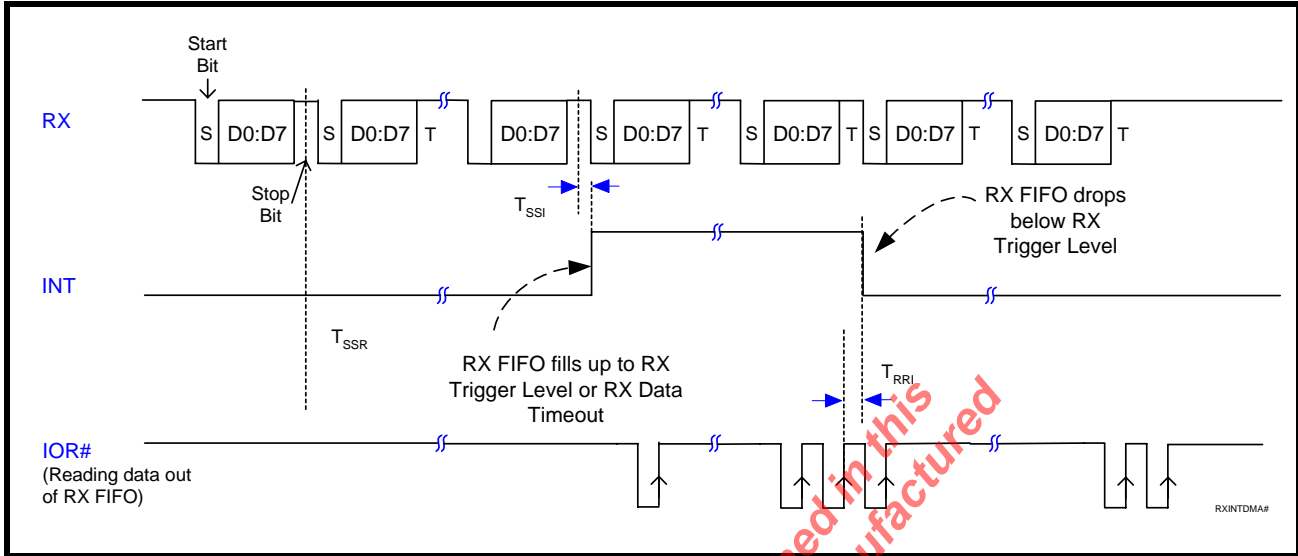 Start
Bit
RX
S D0:D7 S D0:D7 T D0:D7 S D0:D7 T S D0:D7 T S D0:D7 T S D0:D7 T
Stop
Bit
TSSI
RX FIFO drops
below RX
Trigger Level
INT
TSSR
RX FIFO fills up to RX
Trigger Level or RX Data
Timeout
TRRI
IOR#
(Reading data out
of RX FIFO)
RXINTDMA#
in this